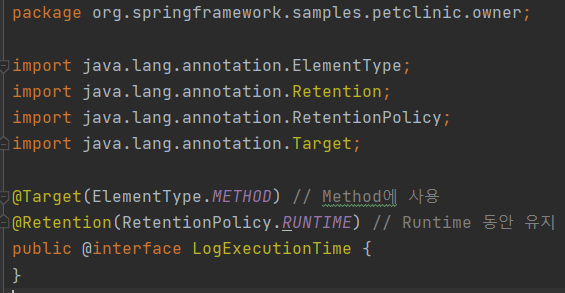 package org.springframework.samples.petclinic.owner;
import java.lang.annotation.ElementType;
import java.lang.annotation.Retention;
import java.lang.annotation.RetentionPolicy;
import java.lang.annotation.Target;
@Target(ElementType.METHOD) // Method에 사용
@Retention(RetentionPolicy.RUNTIME) // Runtime 동안 유지
public @interface LogExecutionTime {
}